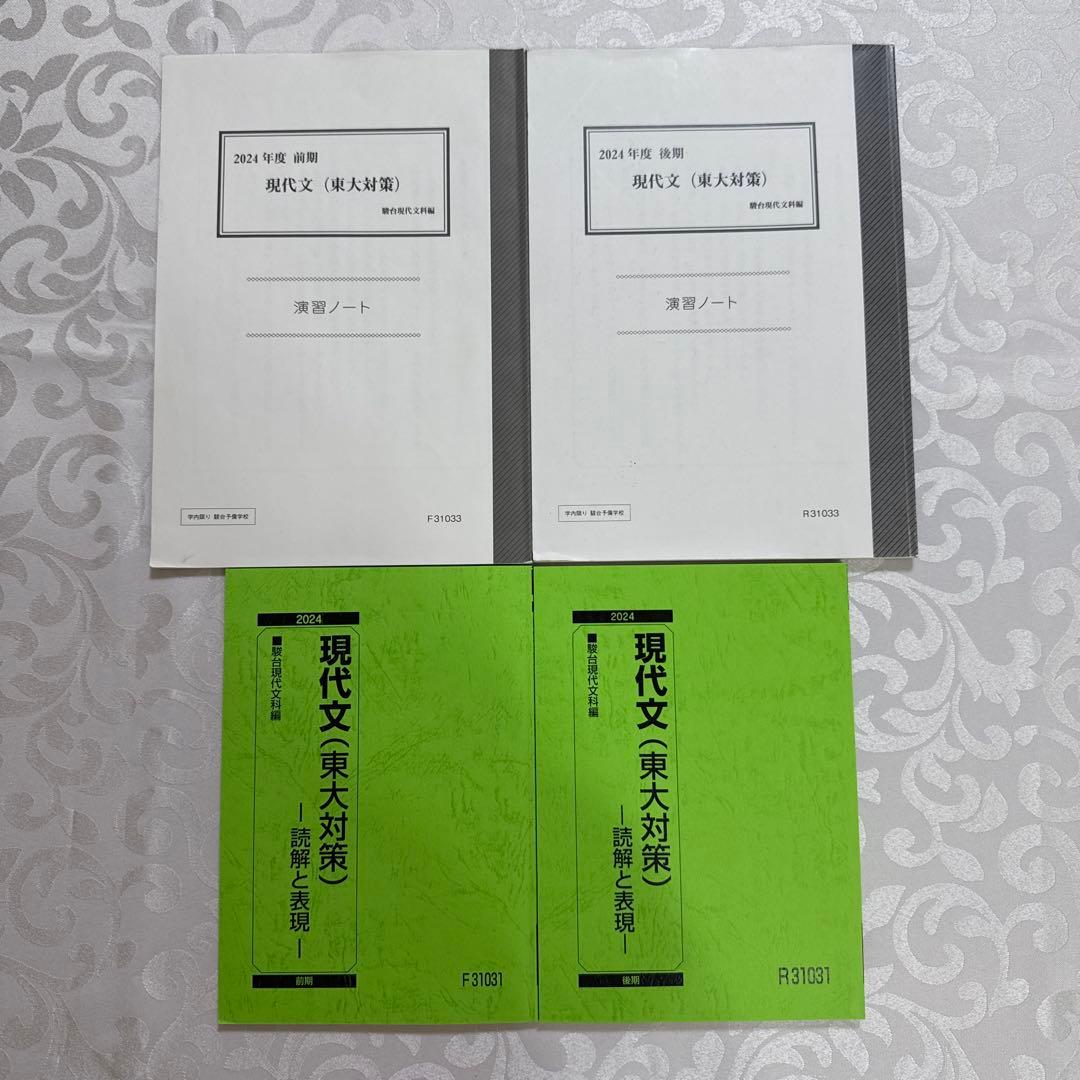 2024年度 前期
現代文（東大対策）
駿台現代文科編
演習ノート
学内限り 駿台予備学校
F31033
2024年度 後期
現代文（東大対策）
駿台現代文科編
演習ノート
学内限り 駿台予備学校
R31033
2024
現代文（東大対策）
―読解と表現―
■駿台現代文科編
前期
F31031
2024
現代文（東大対策）
―読解と表現―
■駿台現代文科編
後期
R31031